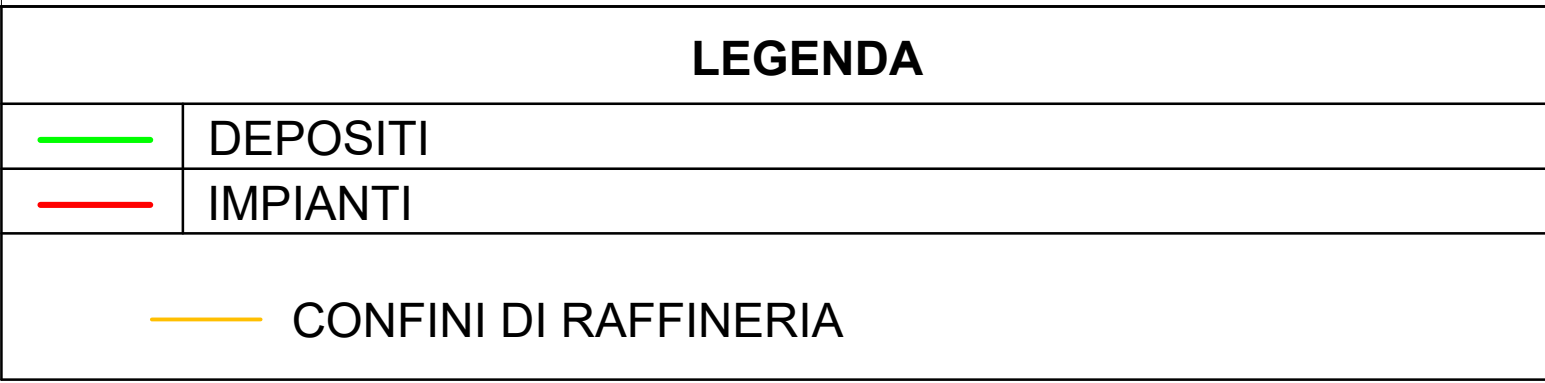 LEGENDA
DEPOSITI
IMPIANTI
CONFINI DI RAFFINERIA